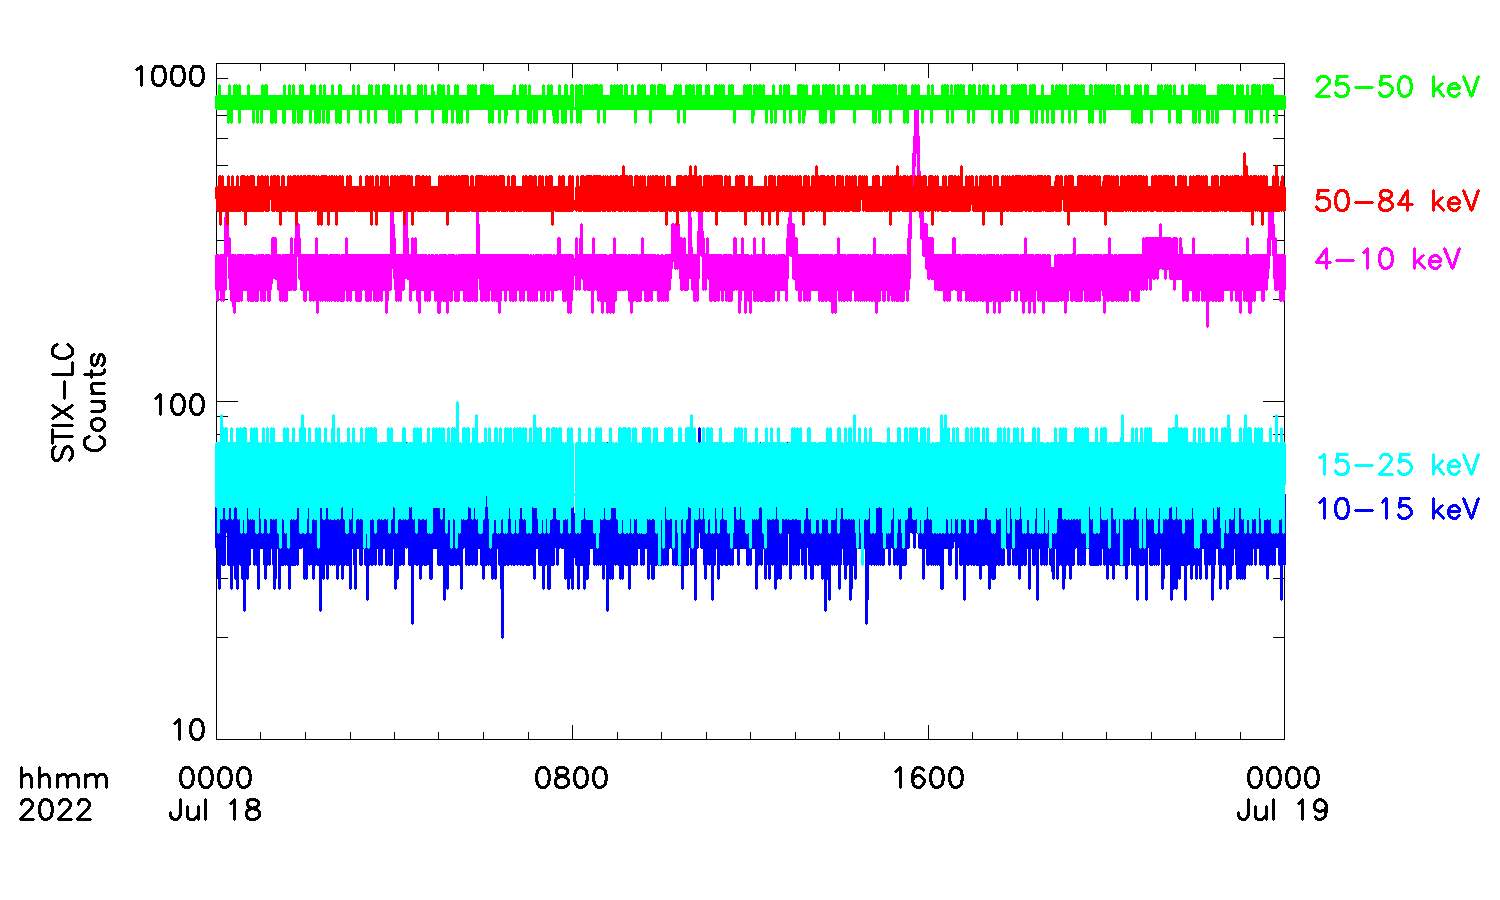 1000
25-50 keV
50-84 keV
4-10 keV
STIX-LC
Counts
100
15-25 keV
10-15 keV
10
hhmm 0000 0800 1600 0000
2022 Jul 18 Jul 19